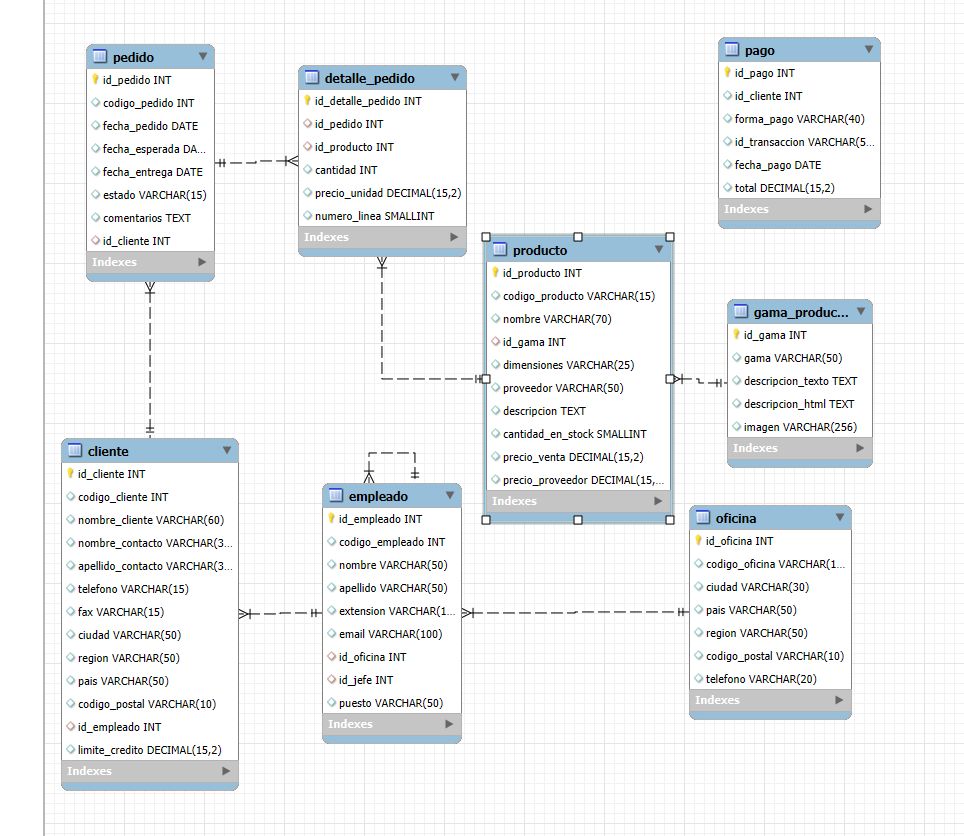 pedido
id_pedido INT
codigo_pedido INT
fecha_pedido DATE
fecha_esperada DA...
fecha_entrega DATE
estado VARCHAR(15)
comentarios TEXT
id_cliente INT
Indexes
detalle_pedido
id_detalle_pedido INT
id_pedido INT
id_producto INT
cantidad INT
precio_unidad DECIMAL(15,2)
numero_linea SMALLINT
Indexes
pago
id_pago INT
id_cliente INT
forma_pago VARCHAR(40)
id_transaccion VARCHAR(5...
fecha_pago DATE
total DECIMAL(15,2)
Indexes
producto
id_producto INT
codigo_producto VARCHAR(15)
nombre VARCHAR(70)
id_gama INT
dimensiones VARCHAR(25)
proveedor VARCHAR(50)
descripcion TEXT
cantidad_en_stock SMALLINT
precio_venta DECIMAL(15,2)
precio_proveedor DECIMAL(15,...
Indexes
gama_produc...
id_gama INT
gama VARCHAR(50)
descripcion_texto TEXT
descripcion_html TEXT
imagen VARCHAR(256)
Indexes
cliente
id_cliente INT
codigo_cliente INT
nombre_cliente VARCHAR(60)
nombre_contacto VARCHAR(3...
apellido_contacto VARCHAR(3...
telefono VARCHAR(15)
fax VARCHAR(15)
ciudad VARCHAR(50)
region VARCHAR(50)
pais VARCHAR(50)
codigo_postal VARCHAR(10)
id_empleado INT
limite_credito DECIMAL(15,2)
Indexes
empleado
id_empleado INT
codigo_empleado INT
nombre VARCHAR(50)
apellido VARCHAR(50)
extension VARCHAR(1...
email VARCHAR(100)
id_oficina INT
id_jefe INT
puesto VARCHAR(50)
Indexes
oficina
id_oficina INT
codigo_oficina VARCHAR(1...
ciudad VARCHAR(30)
pais VARCHAR(50)
region VARCHAR(50)
codigo_postal VARCHAR(10)
telefono VARCHAR(20)
Indexes